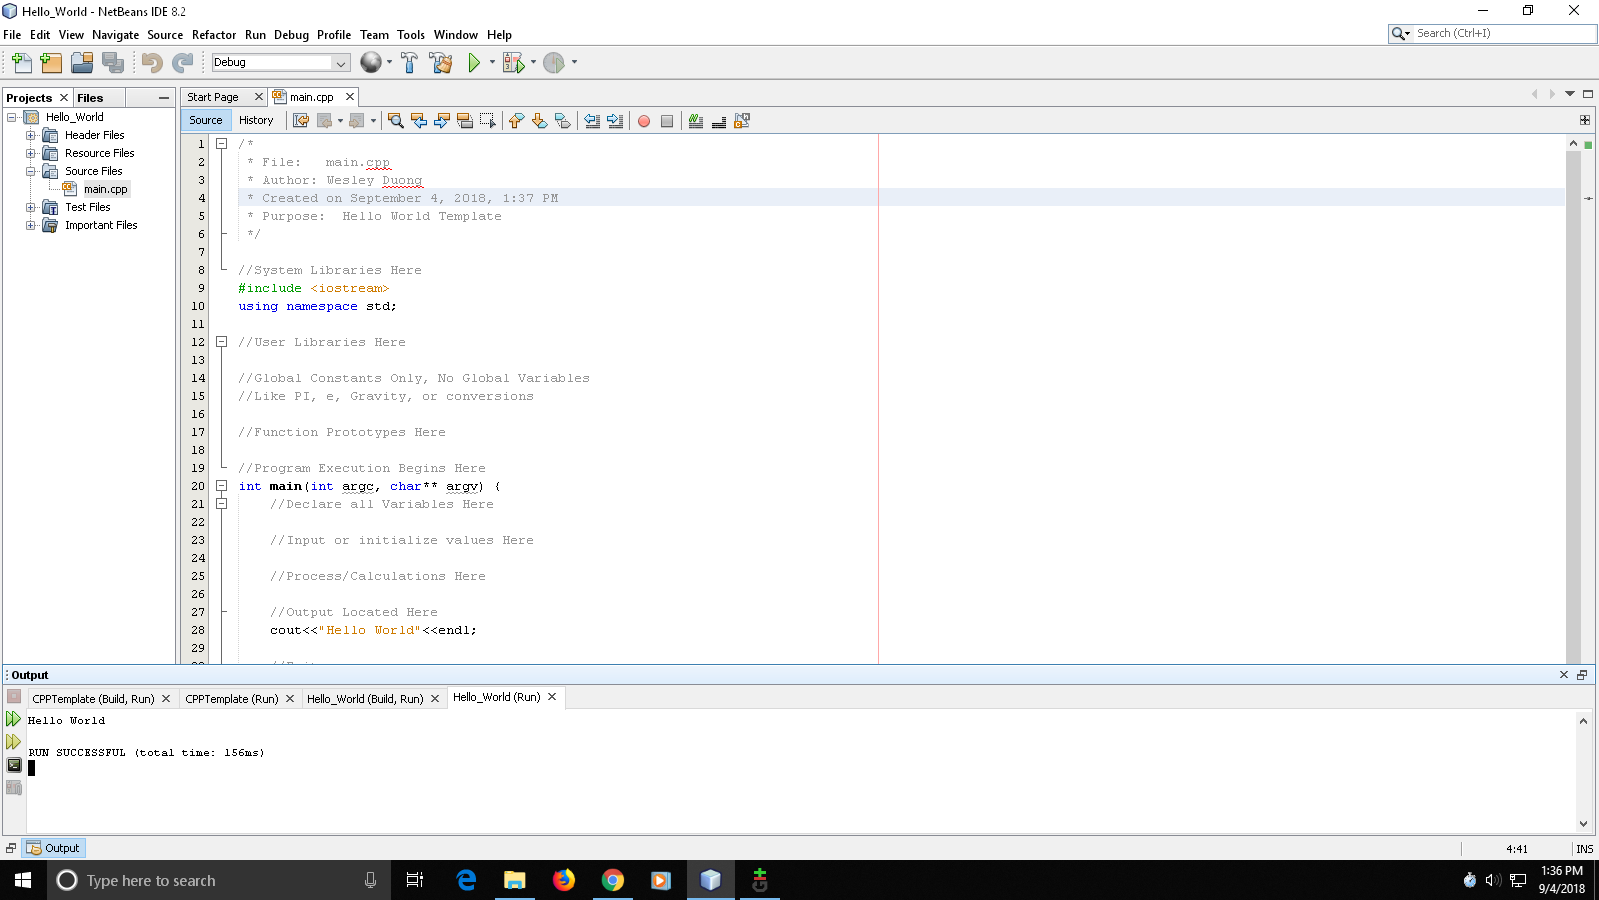 Hello_World - NetBeans IDE 8.2
File Edit View Navigate Source Refactor Run Debug Profile Team Tools Window Help
Search (Ctrl+I)
Debug
Projects Files
Start Page main.cpp
Source History
Hello_World
Header Files
Resource Files
Source Files
main.cpp
Test Files
Important Files
1 /*
2 * File:   main.cpp
3 * Author: Wesley Duong
4 * Created on September 4, 2018, 1:37 PM
5 * Purpose:  Hello World Template
6 */
7
8 //System Libraries Here
9 #include <iostream>
10 using namespace std;
11
12 //User Libraries Here
13
14 //Global Constants Only, No Global Variables
15 //Like PI, e, Gravity, or conversions
16
17 //Function Prototypes Here
18
19 //Program Execution Begins Here
20 int main(int argc, char** argv) {
21 //Declare all Variables Here
22
23 //Input or initialize values Here
24
25 //Process/Calculations Here
26
27 //Output Located Here
28 cout<<"Hello World"<<endl;
29
Output
CPPTemplate (Build, Run) CPPTemplate (Run) Hello_World (Build, Run) Hello_World (Run)
Hello World
RUN SUCCESSFUL (total time: 156ms)
Output
4:41 INS
Type here to search
1:36 PM
9/4/2018